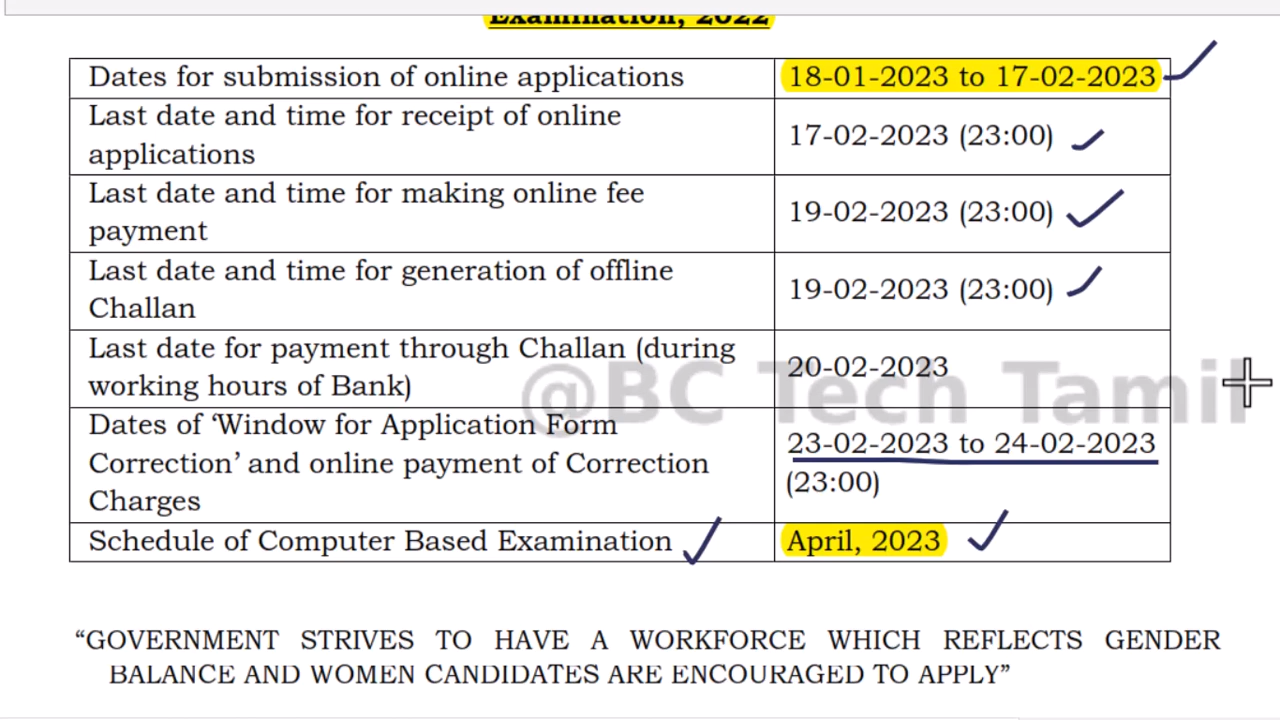 Examination, 2022
Dates for submission of online applications
18-01-2023 to 17-02-2023
Last date and time for receipt of online
applications
17-02-2023 (23:00)
Last date and time for making online fee
payment
19-02-2023 (23:00)
Last date and time for generation of offline
Challan
19-02-2023 (23:00)
Last date for payment through Challan (during
working hours of Bank)
20-02-2023
@BC Tech Tamil
Dates of ‘Window for Application Form
Correction’ and online payment of Correction
Charges
23-02-2023 to 24-02-2023
(23:00)
Schedule of Computer Based Examination
April, 2023
“GOVERNMENT STRIVES TO HAVE A WORKFORCE WHICH REFLECTS GENDER
BALANCE AND WOMEN CANDIDATES ARE ENCOURAGED TO APPLY”